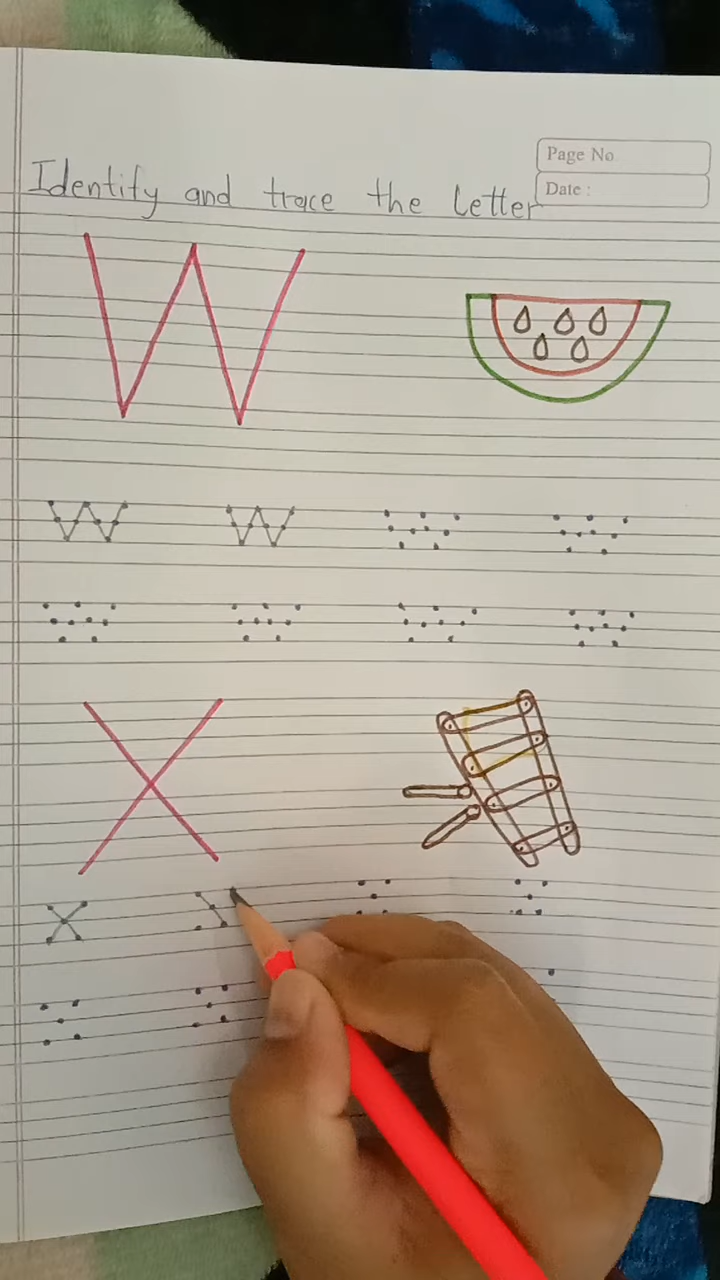 Page No
Date :
Identify and trace the letter
W
W W
X
X